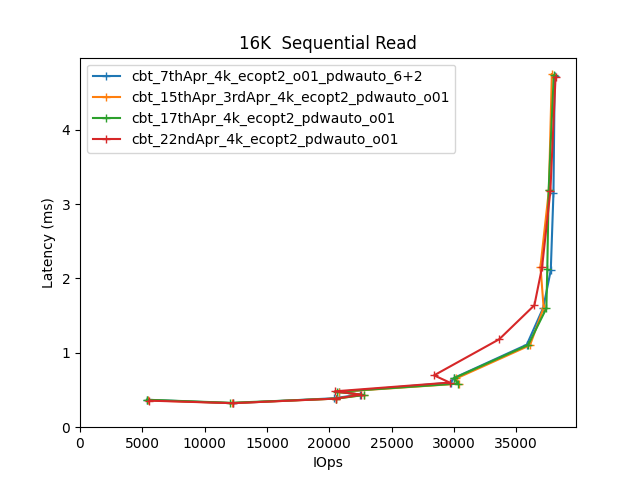 16K  Sequential Read
cbt_7thApr_4k_ecopt2_o01_pdwauto_6+2
cbt_15thApr_3rdApr_4k_ecopt2_pdwauto_o01
cbt_17thApr_4k_ecopt2_pdwauto_o01
cbt_22ndApr_4k_ecopt2_pdwauto_o01
Latency (ms)
4
3
2
1
0
0 5000 10000 15000 20000 25000 30000 35000
IOps